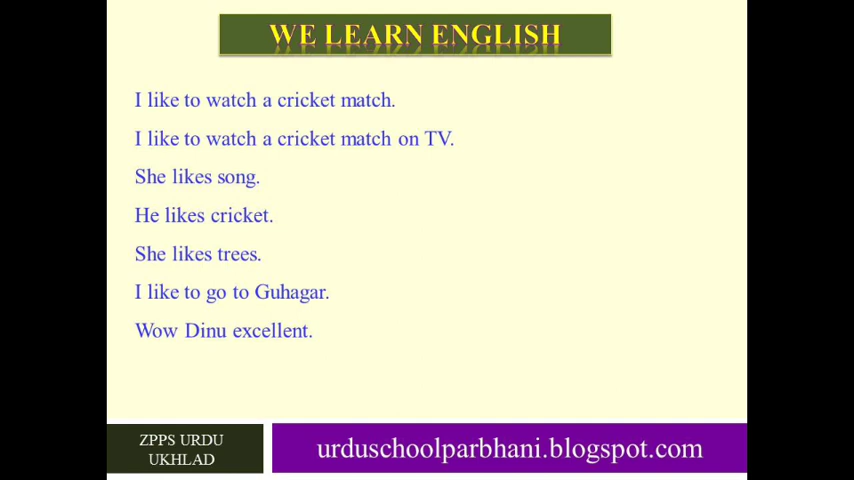 WE LEARN ENGLISH
I like to watch a cricket match.
I like to watch a cricket match on TV.
She likes song.
He likes cricket.
She likes trees.
I like to go to Guhagar.
Wow Dinu excellent.
ZPPS URDU
UKHLAD
urduschoolparbhani.blogspot.com